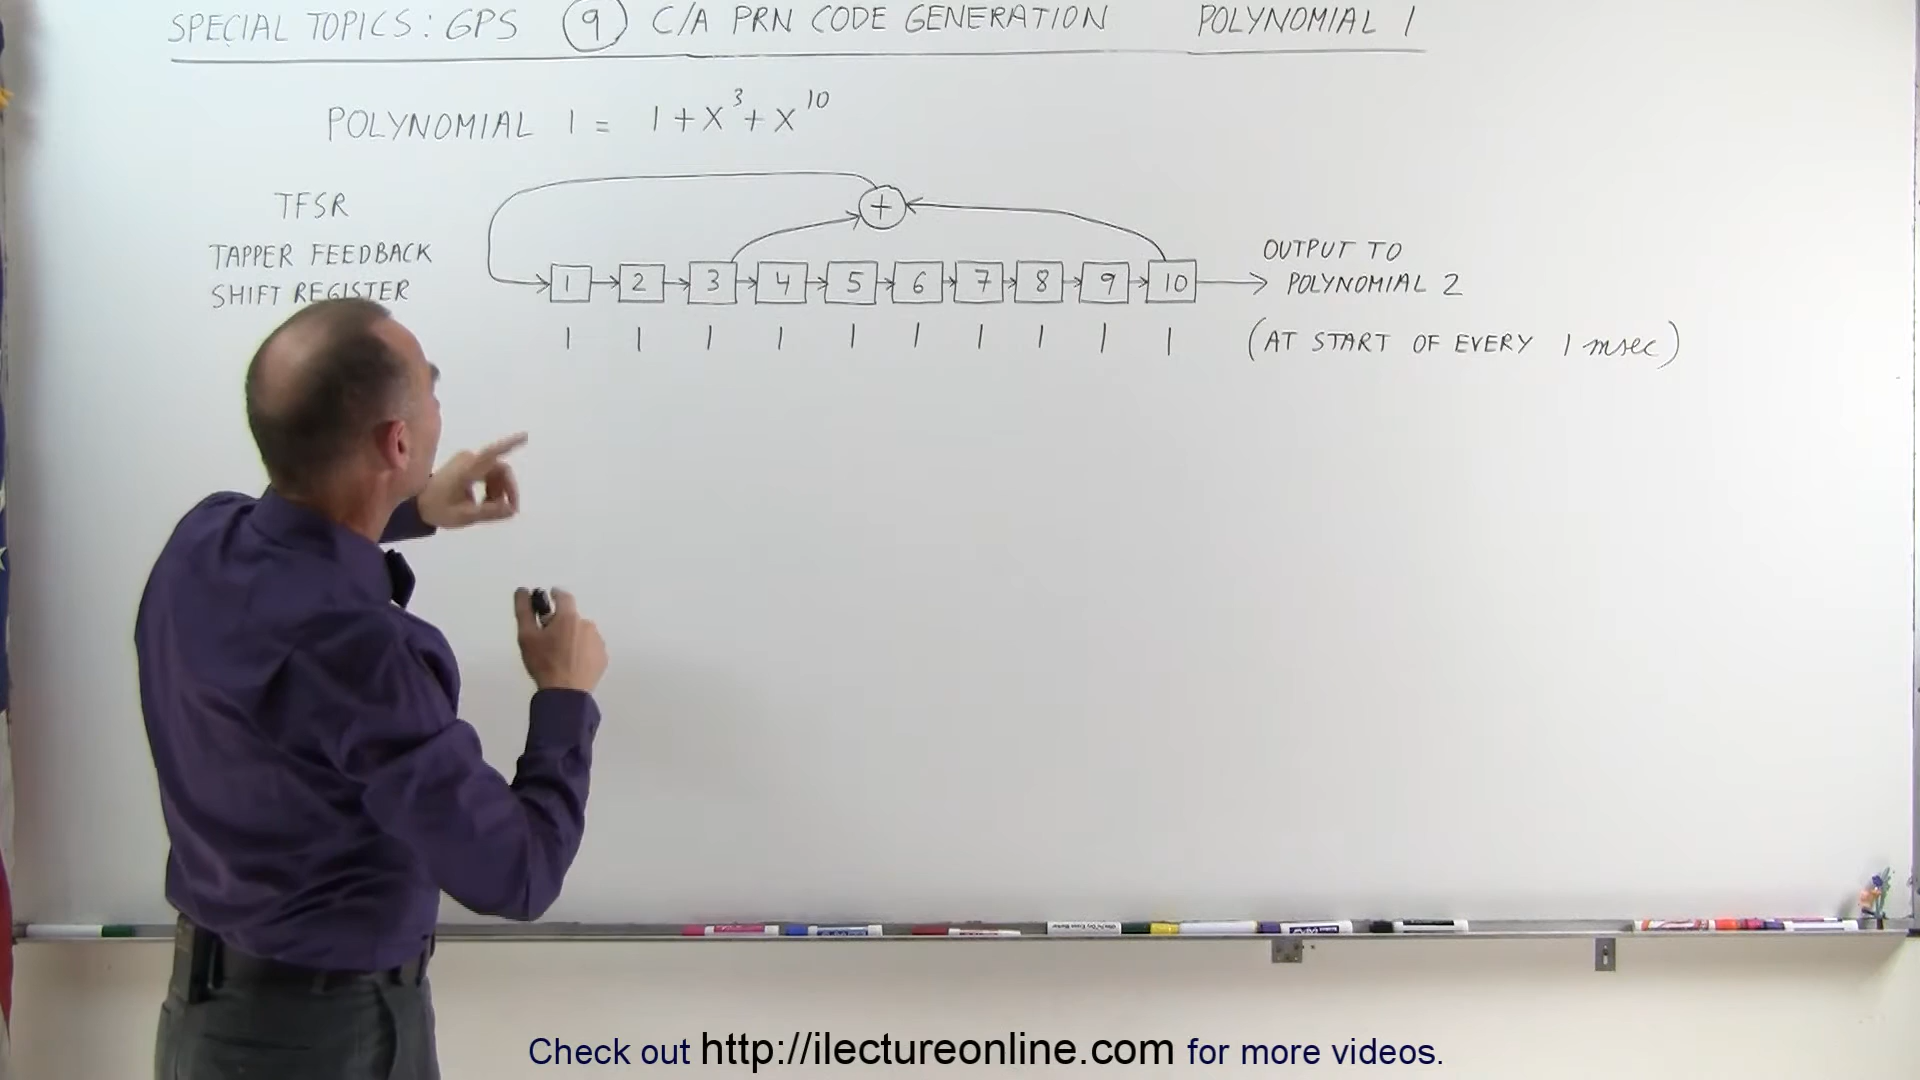 SPECIAL TOPICS: GPS 9 C/A PRN CODE GENERATION POLYNOMIAL 1
POLYNOMIAL 1 = 1 + X³ + X¹⁰
TFSR
TAPPER FEEDBACK
SHIFT REGISTER
+
1 2 3 4 5 6 7 8 9 10
OUTPUT TO
POLYNOMIAL 2
1 1 1 1 1 1 1 1 1 1 (AT START OF EVERY 1 msec)
Check out http://ilectureonline.com for more videos.